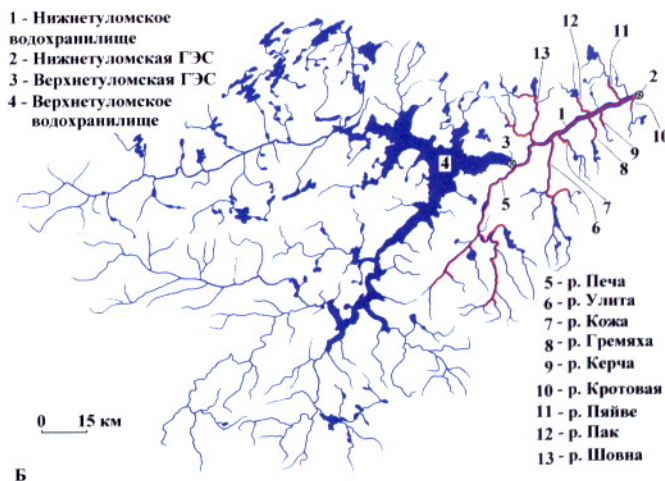 1 - Нижнетуломское
водохранилище
2 - Нижнетуломская ГЭС
3 - Верхнетуломская ГЭС
4 - Верхнетуломское
водохранилище
13
12
11
2
1
10
9
8
3
4
5
7
6
5 - р. Печа
6 - р. Улита
7 - р. Кожа
8 - р. Гремяха
9 - р. Керча
10 - р. Кротовая
11 - р. Пяйве
12 - р. Пак
13 - р. Шовна
0 15 км
Б